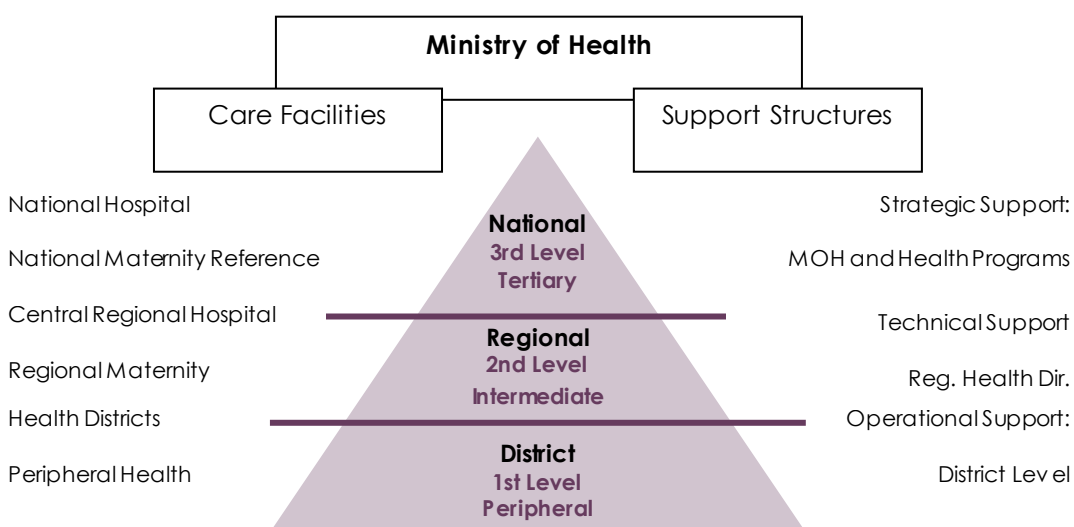 Ministry of Health
Care Facilities
Support Structures
National Hospital
National Maternity Reference
Central Regional Hospital
Regional Maternity
Health Districts
Peripheral Health
National
3rd Level
Tertiary
Regional
2nd Level
Intermediate
District
1st Level
Peripheral
Strategic Support:
MOH and Health Programs
Technical Support
Reg. Health Dir.
Operational Support:
District Level